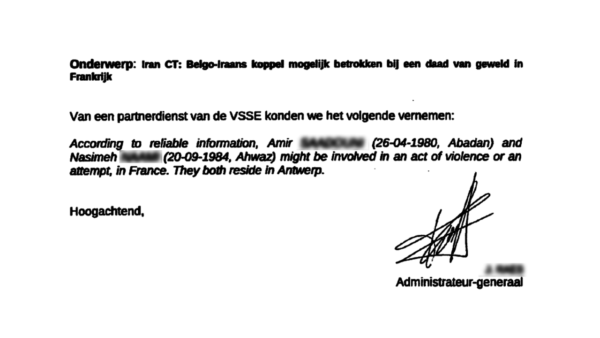 Onderwerp: Iran CT: Belgo-Iraans koppel mogelijk betrokken bij een daad van geweld in
Frankrijk
Van een partnerdienst van de VSSE konden we het volgende vernemen:
According to reliable information, Amir (26-04-1980, Abadan) and
Nasimeh (20-09-1984, Ahwaz) might be involved in an act of violence or an
attempt, in France. They both reside in Antwerp.
Hoogachtend,
Administrateur-generaal